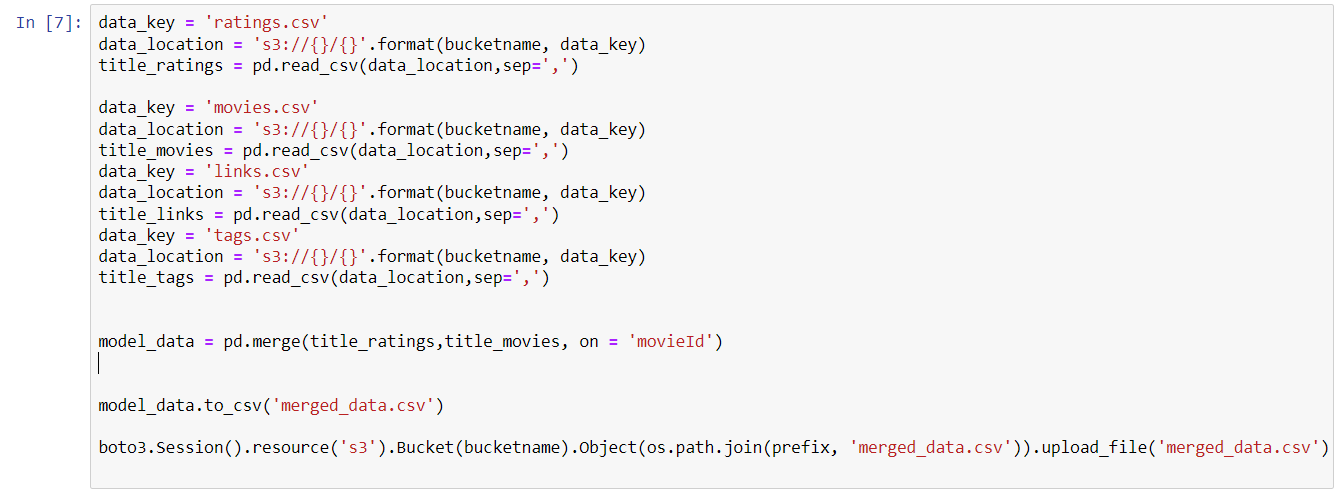 In [7]: data_key = 'ratings.csv'
data_location = 's3://{}/{}'.format(bucketname, data_key)
title_ratings = pd.read_csv(data_location,sep=',')
data_key = 'movies.csv'
data_location = 's3://{}/{}'.format(bucketname, data_key)
title_movies = pd.read_csv(data_location,sep=',')
data_key = 'links.csv'
data_location = 's3://{}/{}'.format(bucketname, data_key)
title_links = pd.read_csv(data_location,sep=',')
data_key = 'tags.csv'
data_location = 's3://{}/{}'.format(bucketname, data_key)
title_tags = pd.read_csv(data_location,sep=',')
model_data = pd.merge(title_ratings,title_movies, on = 'movieId')
model_data.to_csv('merged_data.csv')
boto3.Session().resource('s3').Bucket(bucketname).Object(os.path.join(prefix, 'merged_data.csv')).upload_file('merged_data.csv')